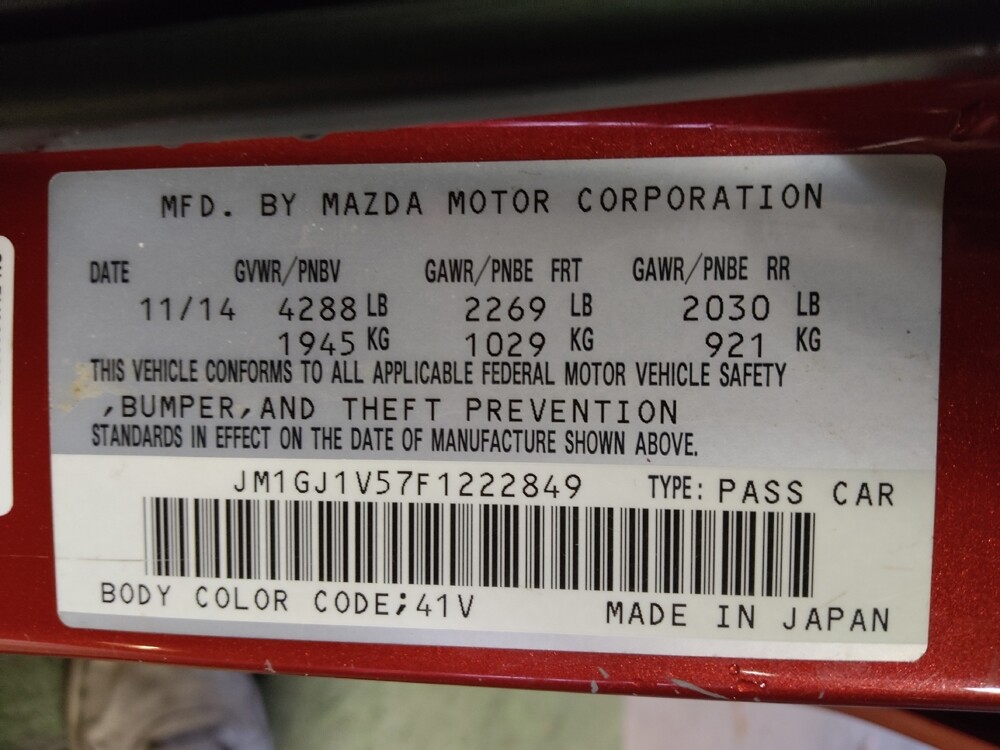 MFD. BY MAZDA MOTOR CORPORATION
DATE GVWR/PNBV GAWR/PNBE FRT GAWR/PNBE RR
11/14 4288 LB 2269 LB 2030 LB
1945 KG 1029 KG 921 KG
THIS VEHICLE CONFORMS TO ALL APPLICABLE FEDERAL MOTOR VEHICLE SAFETY
,BUMPER,AND THEFT PREVENTION
STANDARDS IN EFFECT ON THE DATE OF MANUFACTURE SHOWN ABOVE.
JM1GJ1V57F1222849 TYPE: PASS CAR
BODY COLOR CODE;41V MADE IN JAPAN